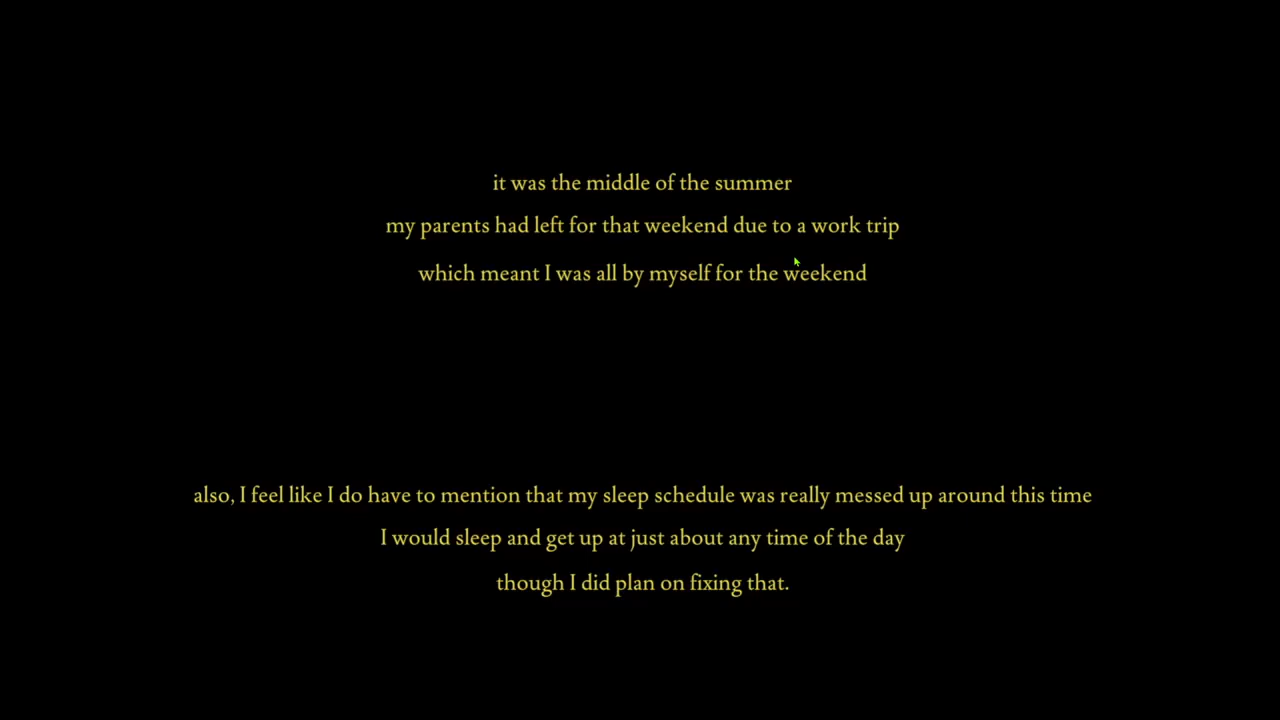 it was the middle of the summer
my parents had left for that weekend due to a work trip
which meant I was all by myself for the weekend
also, I feel like I do have to mention that my sleep schedule was really messed up around this time
I would sleep and get up at just about any time of the day
though I did plan on fixing that.